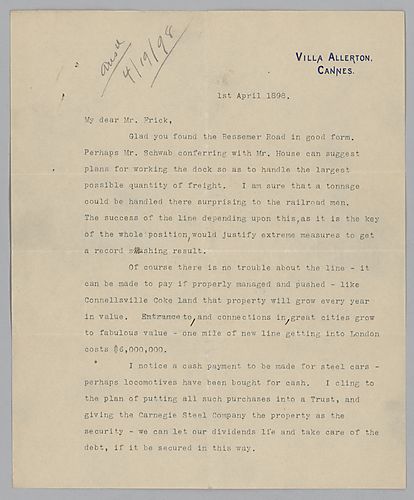 Ansd
4/19/98
VILLA ALLERTON.
CANNES.
1st April 1898.
My dear Mr. Frick,
Glad you found the Bessemer Road in good form.
Perhaps Mr. Schwab conferring with Mr. House can suggest
plans for working the dock so as to handle the largest
possible quantity of freight. I am sure that a tonnage
could be handled there surprising to the railroad men.
The success of the line depending upon this, as it is the key
of the whole position, would justify extreme measures to get
a record mashing result.
Of course there is no trouble about the line - it
can be made to pay if properly managed and pushed - like
Connellsville Coke land that property will grow every year
in value. Entrance to, and connections in, great cities grow
to fabulous value - one mile of new line getting into London
costs $6,000,000.
I notice a cash payment to be made for steel cars -
perhaps locomotives have been bought for cash. I cling to
the plan of putting all such purchases into a Trust, and
giving the Carnegie Steel Company the property as the
security - we can let our dividends lie and take care of the
debt, if it be secured in this way.